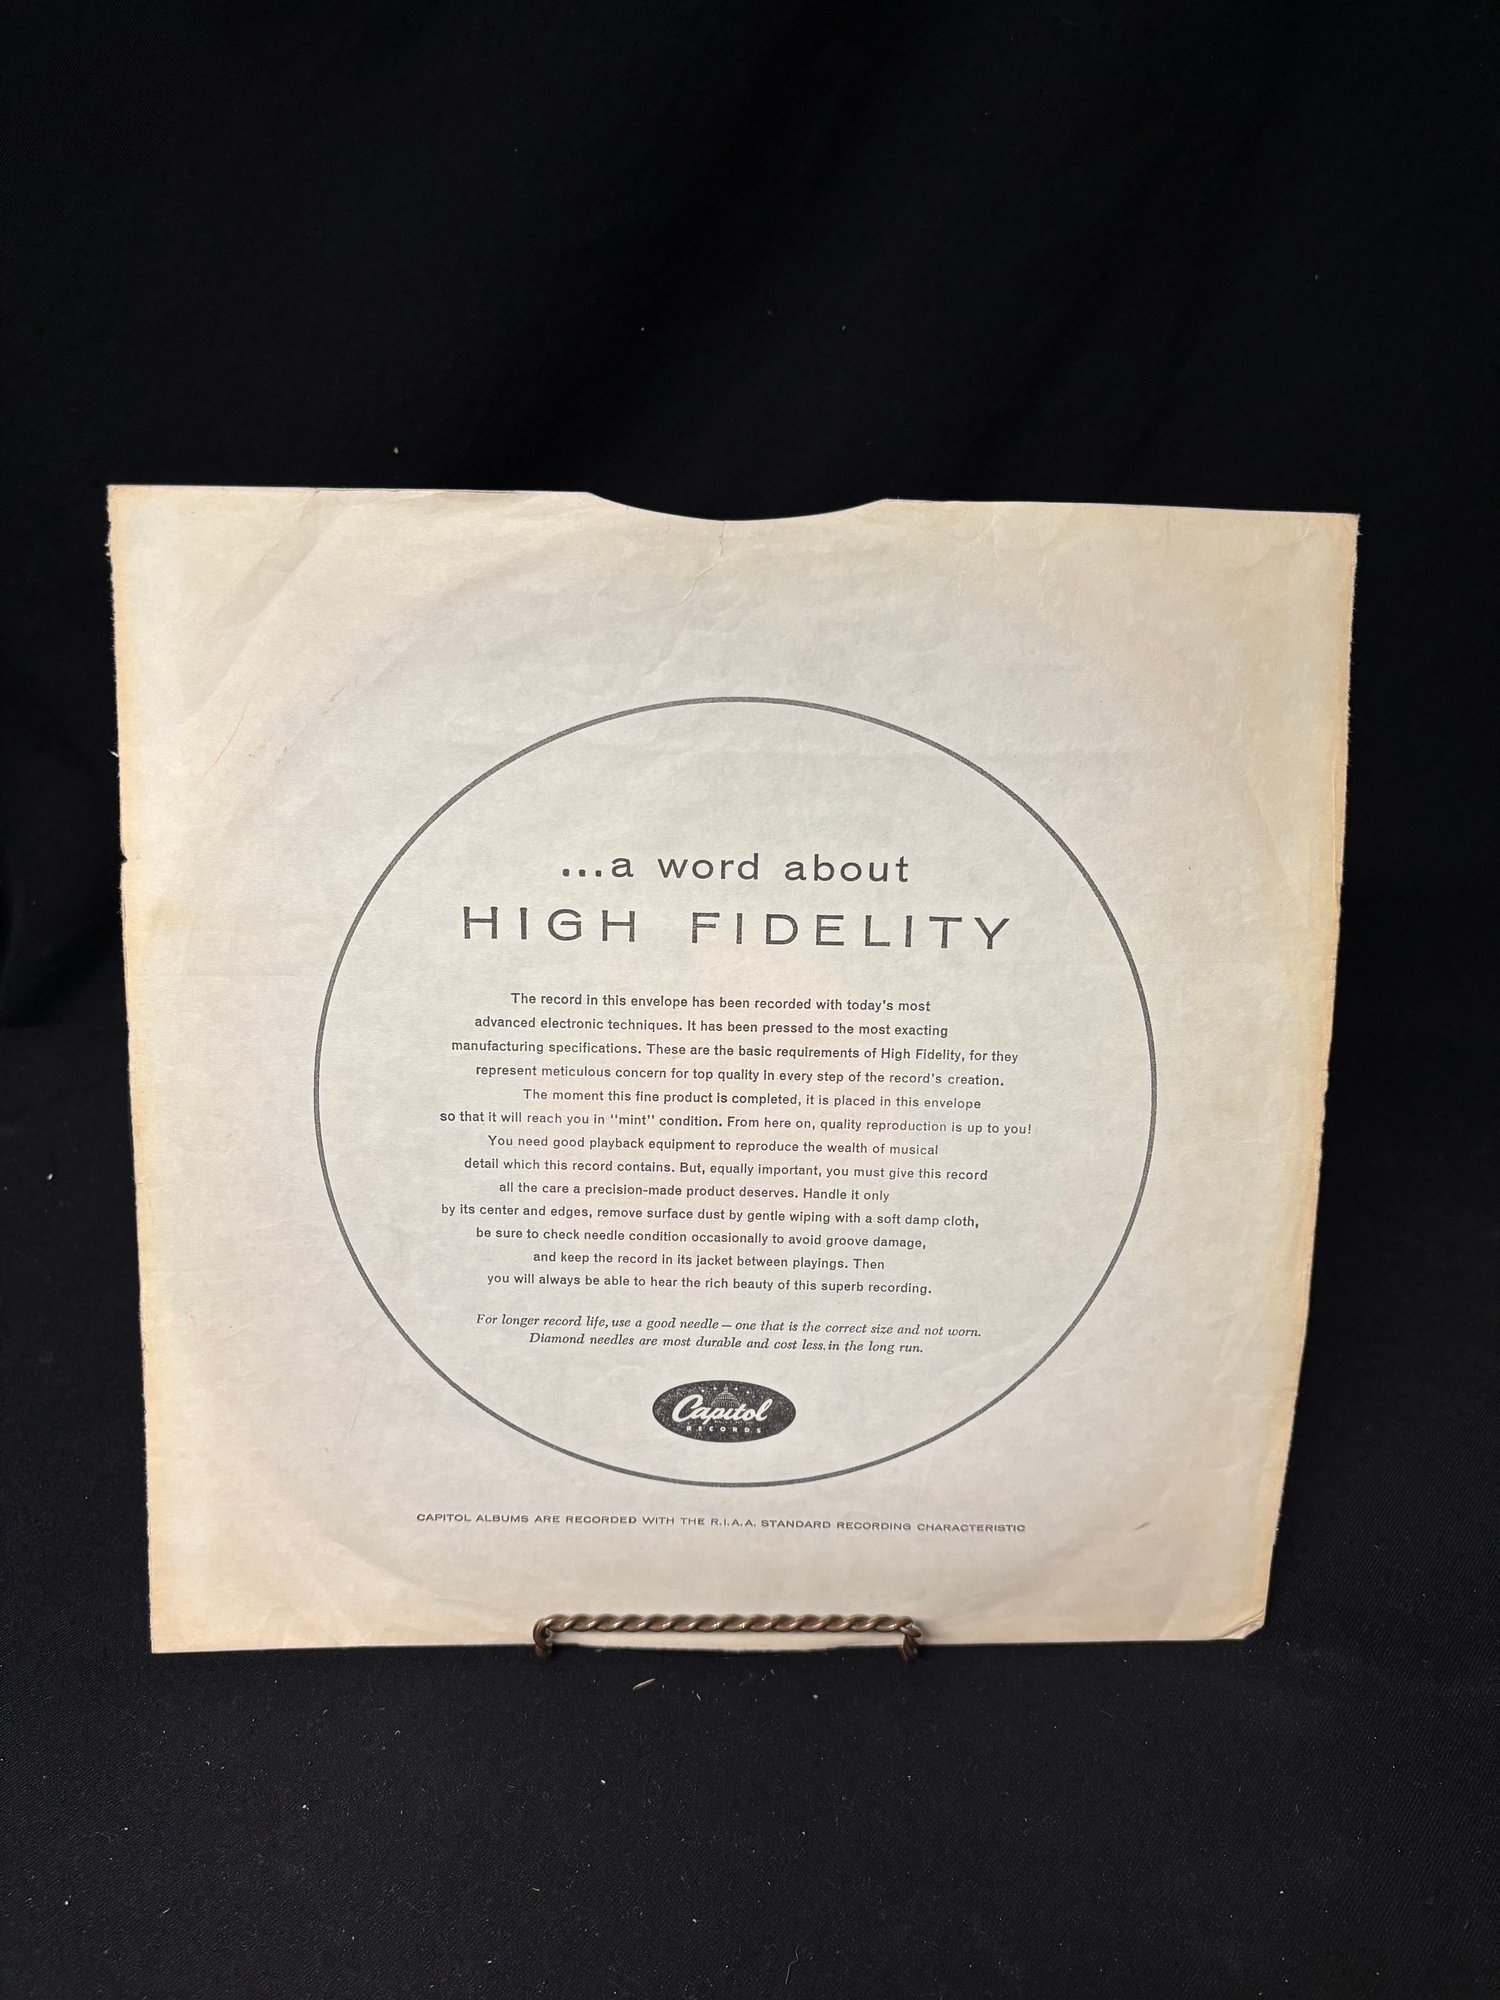 ...a word about
HIGH FIDELITY
The record in this envelope has been recorded with today's most
advanced electronic techniques. It has been pressed to the most exacting
manufacturing specifications. These are the basic requirements of High Fidelity, for they
represent meticulous concern for top quality in every step of the record's creation.
The moment this fine product is completed, it is placed in this envelope
so that it will reach you in "mint" condition. From here on, quality reproduction is up to you!
You need good playback equipment to reproduce the wealth of musical
detail which this record contains. But, equally important, you must give this record
all the care a precision-made product deserves. Handle it only
by its center and edges, remove surface dust by gentle wiping with a soft damp cloth,
be sure to check needle condition occasionally to avoid groove damage,
and keep the record in its jacket between playings. Then
you will always be able to hear the rich beauty of this superb recording.
For longer record life, use a good needle — one that is the correct size and not worn.
Diamond needles are most durable and cost less in the long run.
Capitol
RECORDS
CAPITOL ALBUMS ARE RECORDED WITH THE R.I.A.A. STANDARD RECORDING CHARACTERISTIC